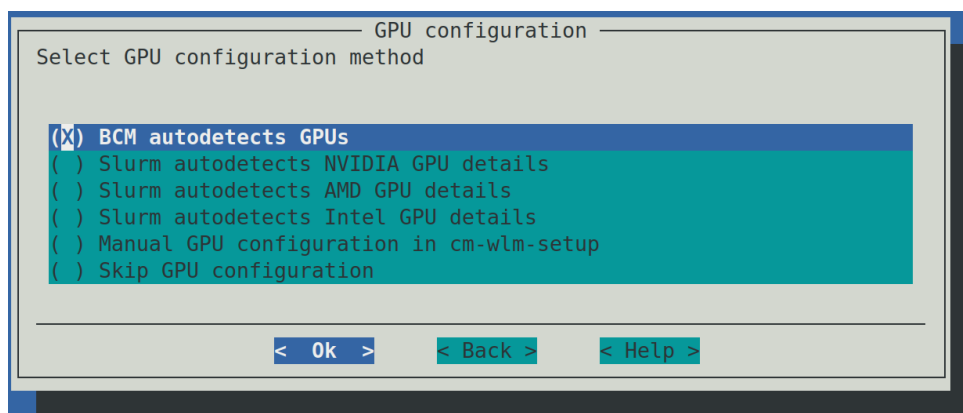 GPU configuration
Select GPU configuration method
(X) BCM autodetects GPUs
( ) Slurm autodetects NVIDIA GPU details
( ) Slurm autodetects AMD GPU details
( ) Slurm autodetects Intel GPU details
( ) Manual GPU configuration in cm-wlm-setup
( ) Skip GPU configuration
< Ok > < Back > < Help >